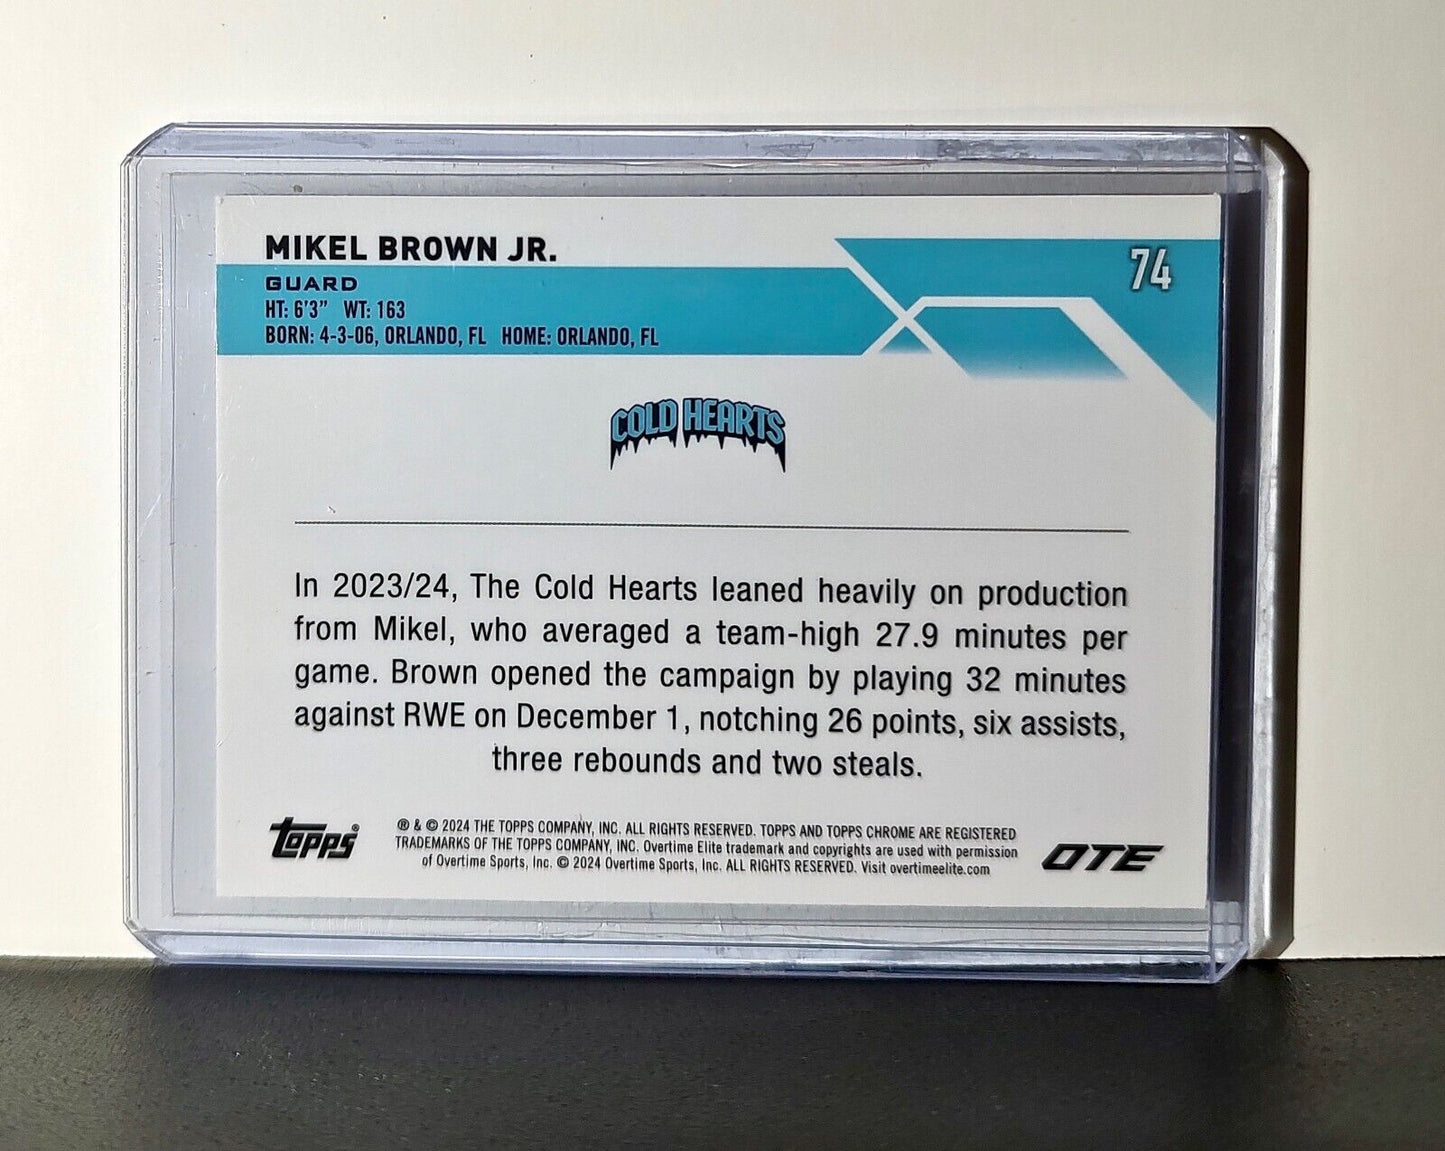 MIKEL BROWN JR.
74
GUARD
HT: 6'3” WT: 163
BORN: 4-3-06, ORLANDO, FL HOME: ORLANDO, FL
COLD HEARTS
In 2023/24, The Cold Hearts leaned heavily on production
from Mikel, who averaged a team-high 27.9 minutes per
game. Brown opened the campaign by playing 32 minutes
against RWE on December 1, notching 26 points, six assists,
three rebounds and two steals.
Topps®
® & © 2024 THE TOPPS COMPANY, INC. ALL RIGHTS RESERVED. TOPPS AND TOPPS CHROME ARE REGISTERED
TRADEMARKS OF THE TOPPS COMPANY, INC. Overtime Elite trademark and copyrights are used with permission
of Overtime Sports, Inc. © 2024 Overtime Sports, Inc. ALL RIGHTS RESERVED. Visit overtimeelite.com
OTE